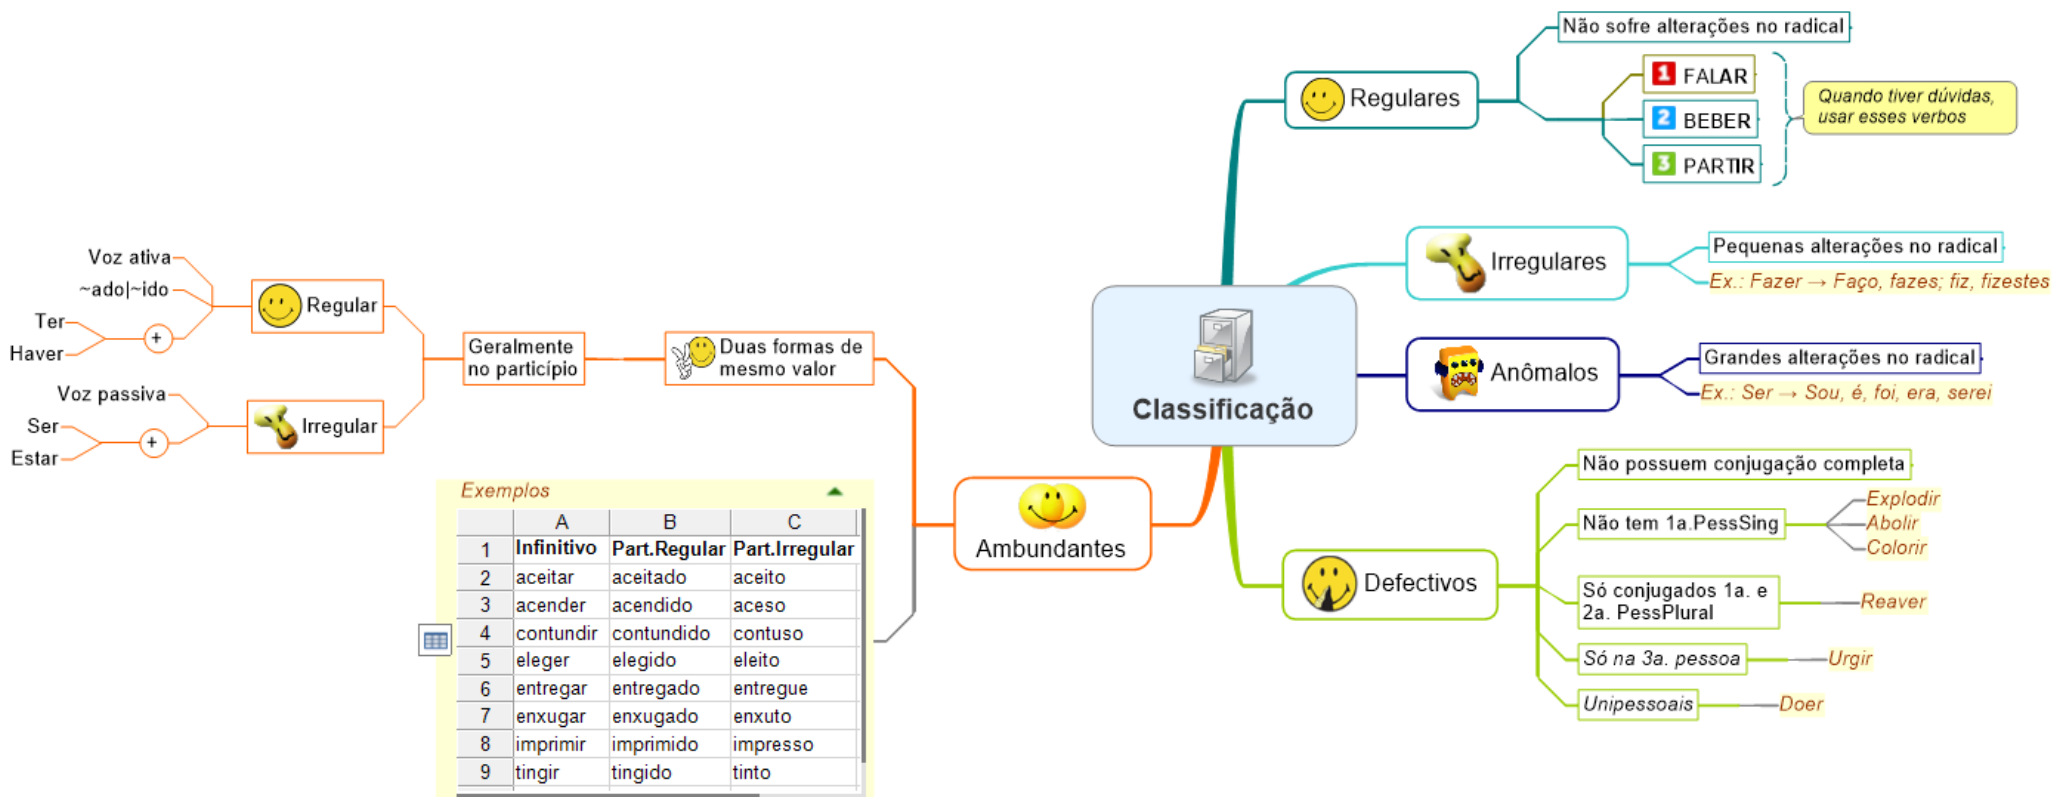 Classificação
Regulares
Não sofre alterações no radical
1 FALAR
2 BEBER
3 PARTIR
Quando tiver dúvidas,
usar esses verbos
Irregulares
Pequenas alterações no radical
Ex.: Fazer → Faço, fazes; fiz, fizestes
Anômalos
Grandes alterações no radical
Ex.: Ser → Sou, é, foi, era, serei
Defectivos
Não possuem conjugação completa
Não tem 1a.PessSing
Explodir
Abolir
Colorir
Só conjugados 1a. e
2a. PessPlural
Reaver
Só na 3a. pessoa
Urgir
Unipessoais
Doer
Ambundantes
Duas formas de
mesmo valor
Geralmente
no particípio
Regular
Voz ativa
~ado|~ido
+
Ter
Haver
Irregular
Voz passiva
+
Ser
Estar
Exemplos
A B C
1 Infinitivo Part.Regular Part.Irregular
2 aceitar aceitado aceito
3 acender acendido aceso
4 contundir contundido contuso
5 eleger elegido eleito
6 entregar entregado entregue
7 enxugar enxugado enxuto
8 imprimir imprimido impresso
9 tingir tingido tinto